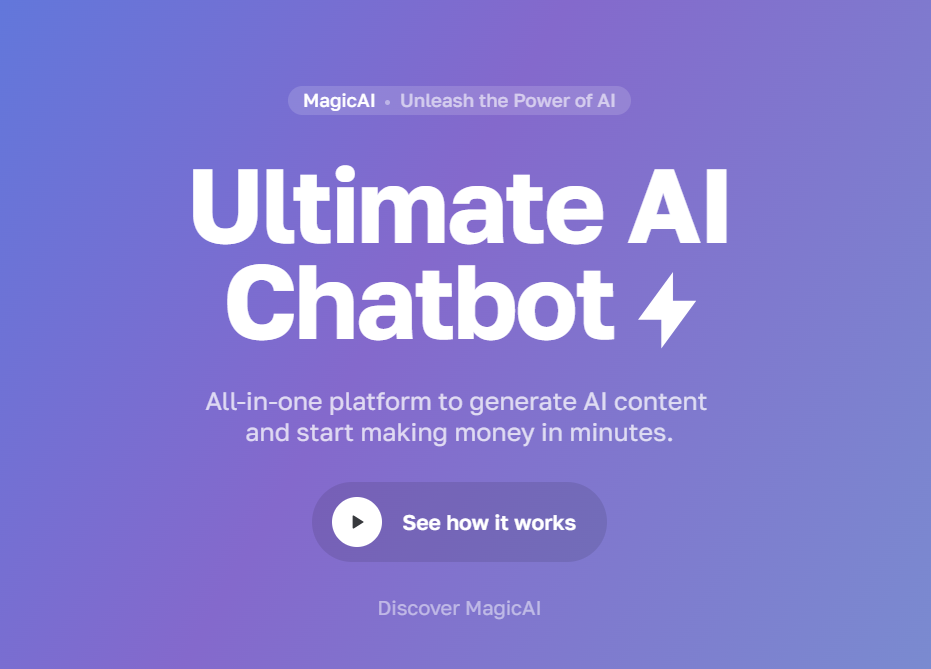 MagicAI • Unleash the Power of AI
Ultimate AI
Chatbot
All-in-one platform to generate AI content
and start making money in minutes.
See how it works
Discover MagicAI